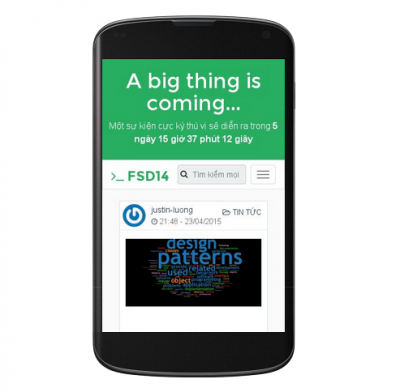 A big thing is
coming...
Một sự kiện cực kỳ thú vị sẽ diễn ra trong 5
ngày 15 giờ 37 phút 12 giây
>_ FSD14
Tìm kiếm mọi
justin-luong
TIN TỨC
21:48 - 23/04/2015
design
patterns
used related
object
application